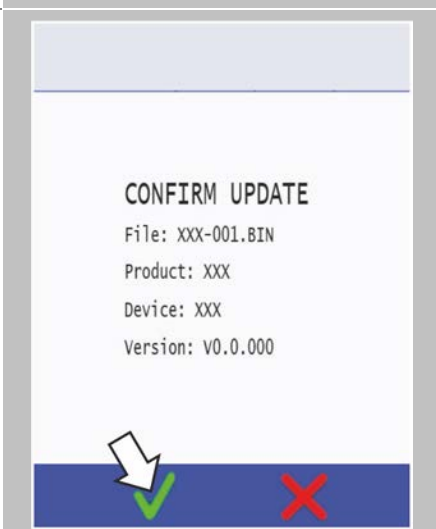 CONFIRM UPDATE
File: XXX-001.BIN
Product: XXX
Device: XXX
Version: V0.0.000